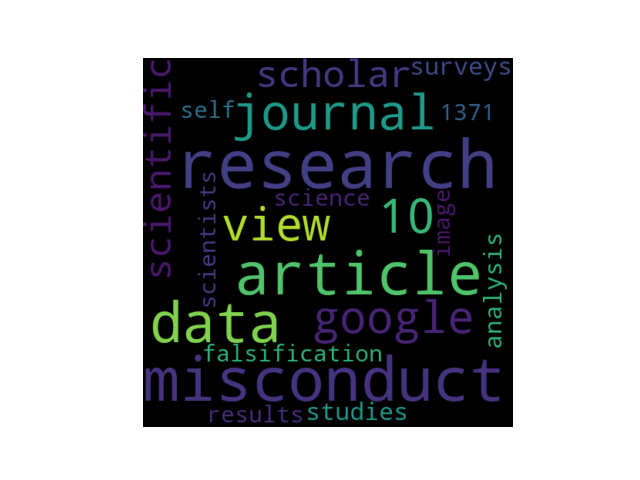 scholar
surveys
scientific
self
journal
1371
research
scientists
science
image
view
10
analysis
article
data
google
falsification
misconduct
results
studies